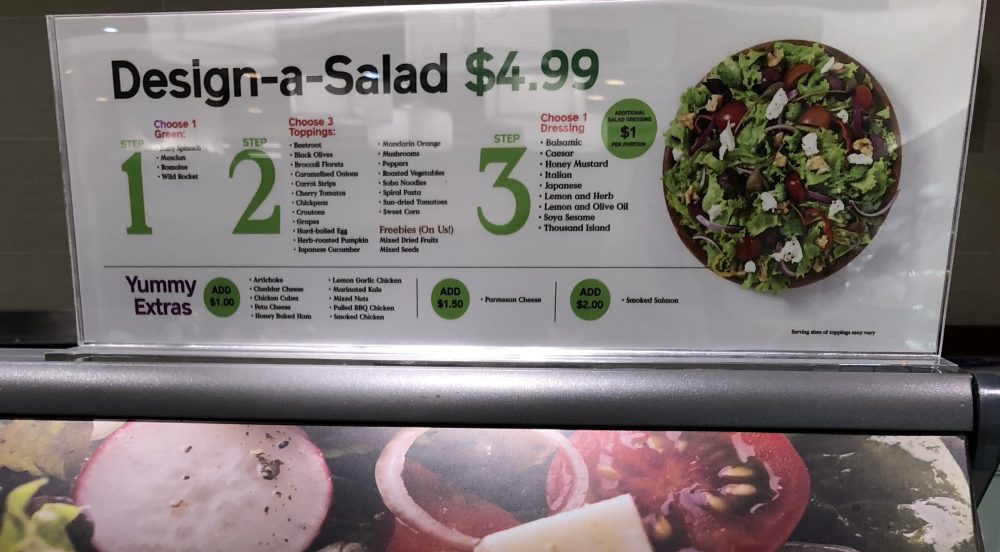 Design-a-Salad $4.99
STEP 1
Choose 1
Green:
• Baby Spinach
• Mesclun
• Romaine
• Wild Rocket
STEP 2
Choose 3
Toppings:
• Beetroot
• Black Olives
• Broccoli Florets
• Caramelised Onions
• Carrot Strips
• Cherry Tomatoes
• Chickpeas
• Croutons
• Grapes
• Hard-boiled Egg
• Herb-roasted Pumpkin
• Japanese Cucumber
• Mandarin Orange
• Mushrooms
• Peppers
• Roasted Vegetables
• Soba Noodles
• Spiral Pasta
• Sun-dried Tomatoes
• Sweet Corn
Freebies (On Us!)
Mixed Dried Fruits
Mixed Seeds
STEP 3
Choose 1
Dressing
• Balsamic
• Caesar
• Honey Mustard
• Italian
• Japanese
• Lemon and Herb
• Lemon and Olive Oil
• Soya Sesame
• Thousand Island
ADDITIONAL
SALAD DRESSING
$1
PER PORTION
Yummy
Extras
ADD
$1.00
• Artichoke
• Cheddar Cheese
• Chicken Cubes
• Feta Cheese
• Honey Baked Ham
• Lemon Garlic Chicken
• Marinated Kale
• Mixed Nuts
• Pulled BBQ Chicken
• Smoked Chicken
ADD
$1.50
• Parmesan Cheese
ADD
$2.00
• Smoked Salmon
Serving sizes of toppings may vary